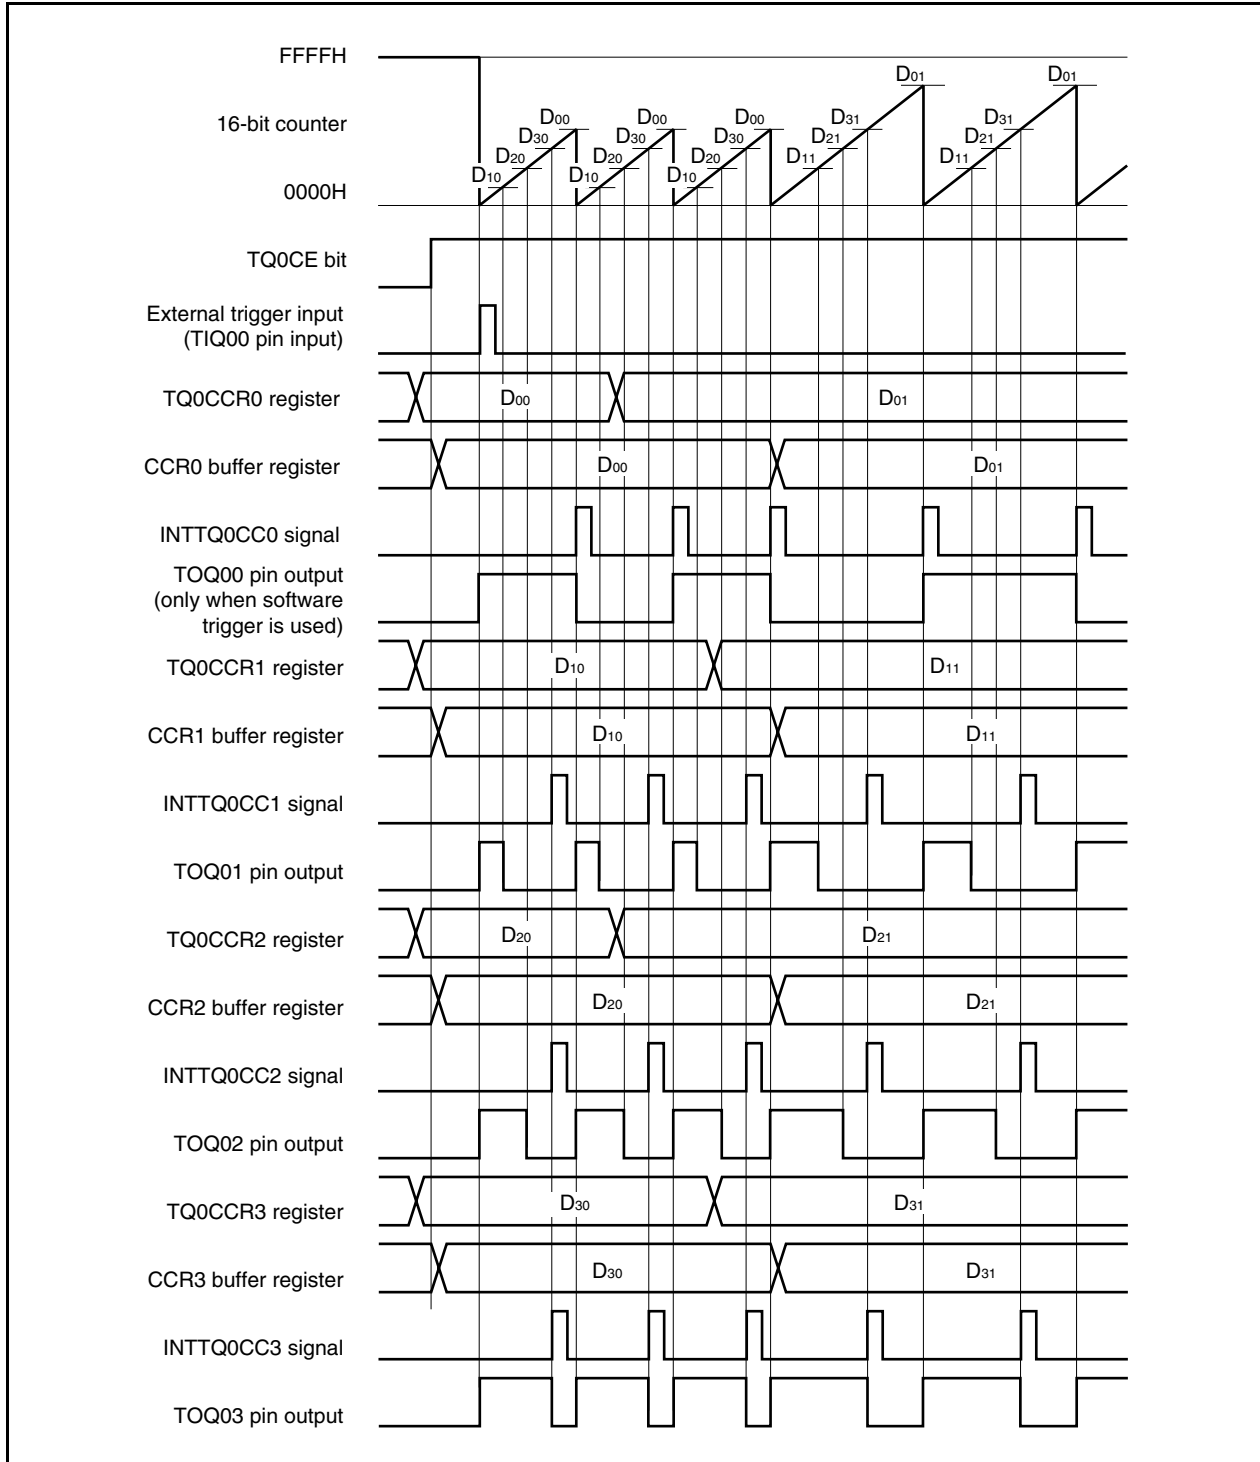 FFFFH
D01 D01
16-bit counter
D00 D00 D00 D31 D31
D30 D30 D30 D21 D21
D20 D20 D20 D11 D11
D10 D10 D10
0000H
TQ0CE bit
External trigger input
(TIQ00 pin input)
TQ0CCR0 register D00 D01
CCR0 buffer register D00 D01
INTTQ0CC0 signal
TOQ00 pin output
(only when software
trigger is used)
TQ0CCR1 register D10 D11
CCR1 buffer register D10 D11
INTTQ0CC1 signal
TOQ01 pin output
TQ0CCR2 register D20 D21
CCR2 buffer register D20 D21
INTTQ0CC2 signal
TOQ02 pin output
TQ0CCR3 register D30 D31
CCR3 buffer register D30 D31
INTTQ0CC3 signal
TOQ03 pin output